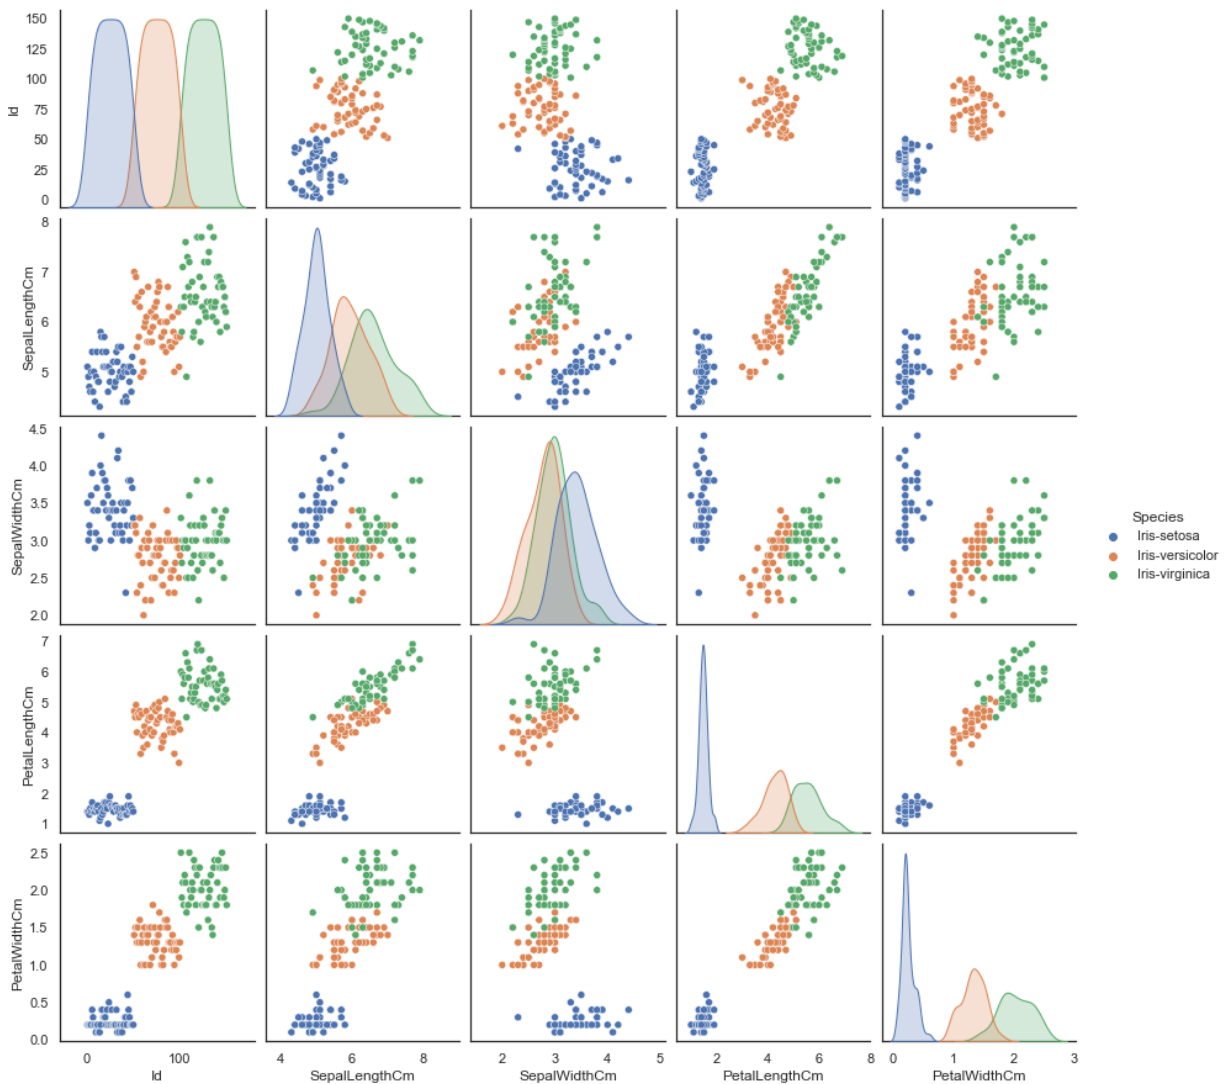 150
125
100
75
50
25
0
Id
8
7
6
5
SepalLengthCm
4.5
4.0
3.5
3.0
2.5
2.0
SepalWidthCm
Species
Iris-setosa
Iris-versicolor
Iris-virginica
7
6
5
4
3
2
1
PetalLengthCm
2.5
2.0
1.5
1.0
0.5
0.0
PetalWidthCm
0 100
4 6 8
2 3 4 5
2 4 6 8
0 1 2 3
Id
SepalLengthCm
SepalWidthCm
PetalLengthCm
PetalWidthCm